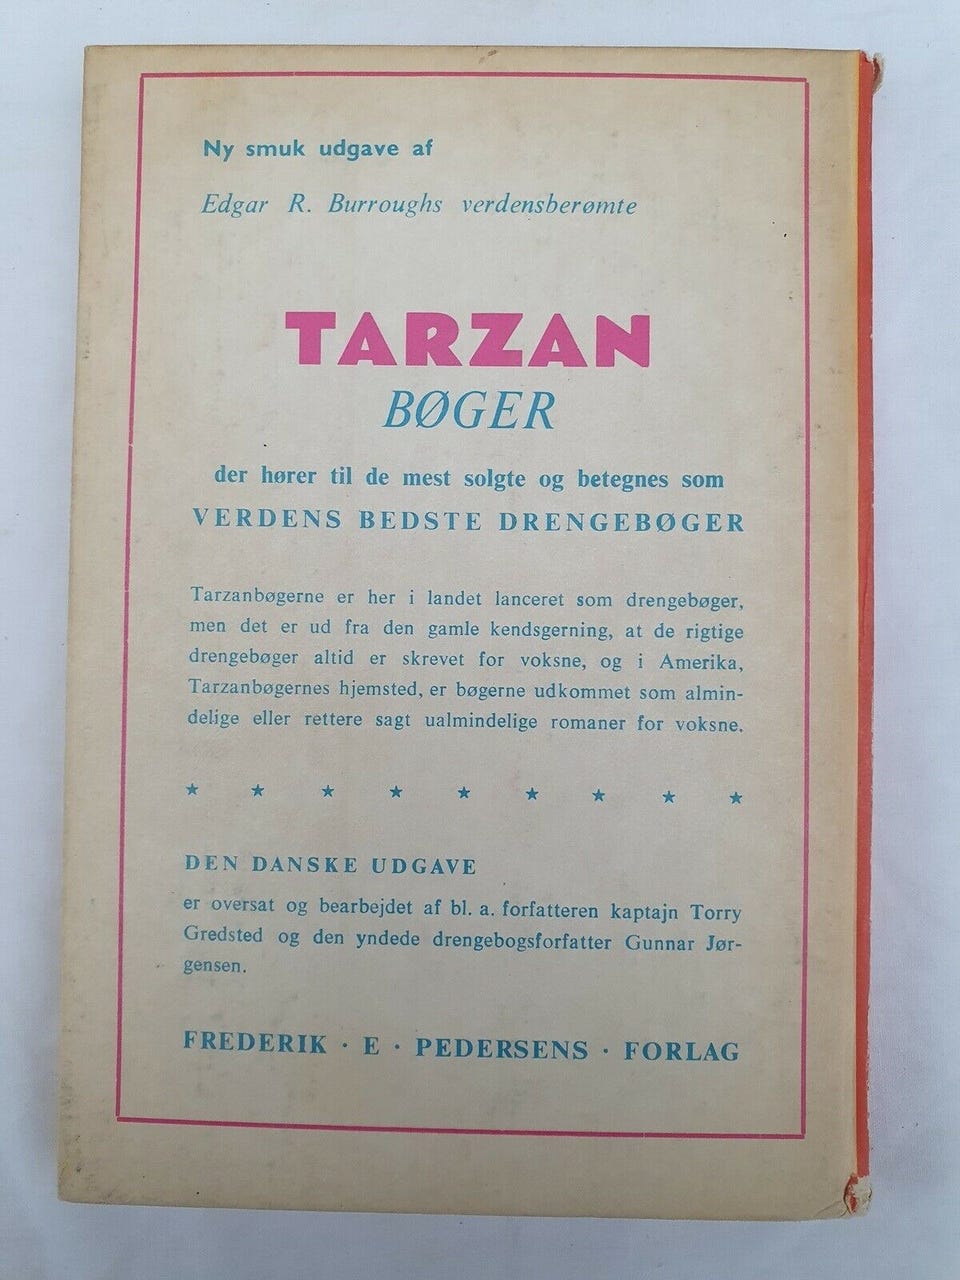 Ny smuk udgave af
Edgar R. Burroughs verdensberømte
TARZAN
BØGER
der hører til de mest solgte og betegnes som
VERDENS BEDSTE DRENGEBØGER
Tarzanbøgerne er her i landet lanceret som drengebøger,
men det er ud fra den gamle kendsgerning, at de rigtige
drengebøger altid er skrevet for voksne, og i Amerika,
Tarzanbøgernes hjemsted, er bøgerne udkommet som almin-
delige eller rettere sagt ualmindelige romaner for voksne.
★ ★ ★ ★ ★ ★ ★ ★ ★
DEN DANSKE UDGAVE
er oversat og bearbejdet af bl. a. forfatteren kaptajn Torry
Gredsted og den yndede drengebogsforfatter Gunnar Jør-
gensen.
FREDERIK · E · PEDERSENS · FORLAG